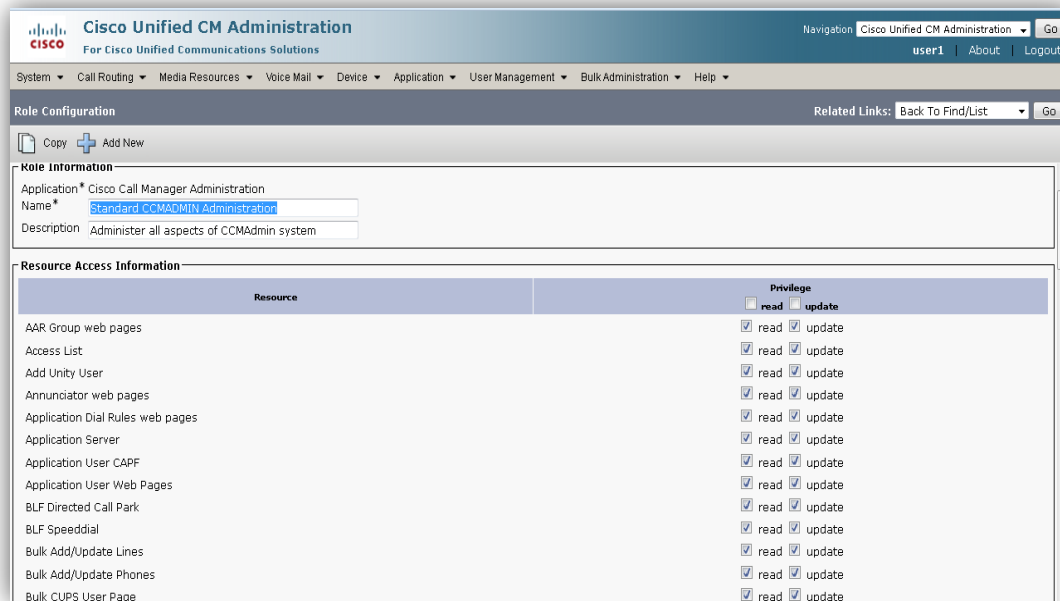 Cisco Unified CM Administration
Navigation Cisco Unified CM Administration Go
CISCO
For Cisco Unified Communications Solutions
user1 | About | Logout
System Call Routing Media Resources Voice Mail Device Application User Management Bulk Administration Help
Role Configuration
Related Links: Back To Find/List Go
Copy Add New
Role Information
Application* Cisco Call Manager Administration
Name* Standard CCMADMIN Administration
Description Administer all aspects of CCMAdmin system
Resource Access Information
Resource
Privilege
read update
AAR Group web pages read update
Access List read update
Add Unity User read update
Annunciator web pages read update
Application Dial Rules web pages read update
Application Server read update
Application User CAPF read update
Application User Web Pages read update
BLF Directed Call Park read update
BLF Speeddial read update
Bulk Add/Update Lines read update
Bulk Add/Update Phones read update
Bulk CUPS User Page read update